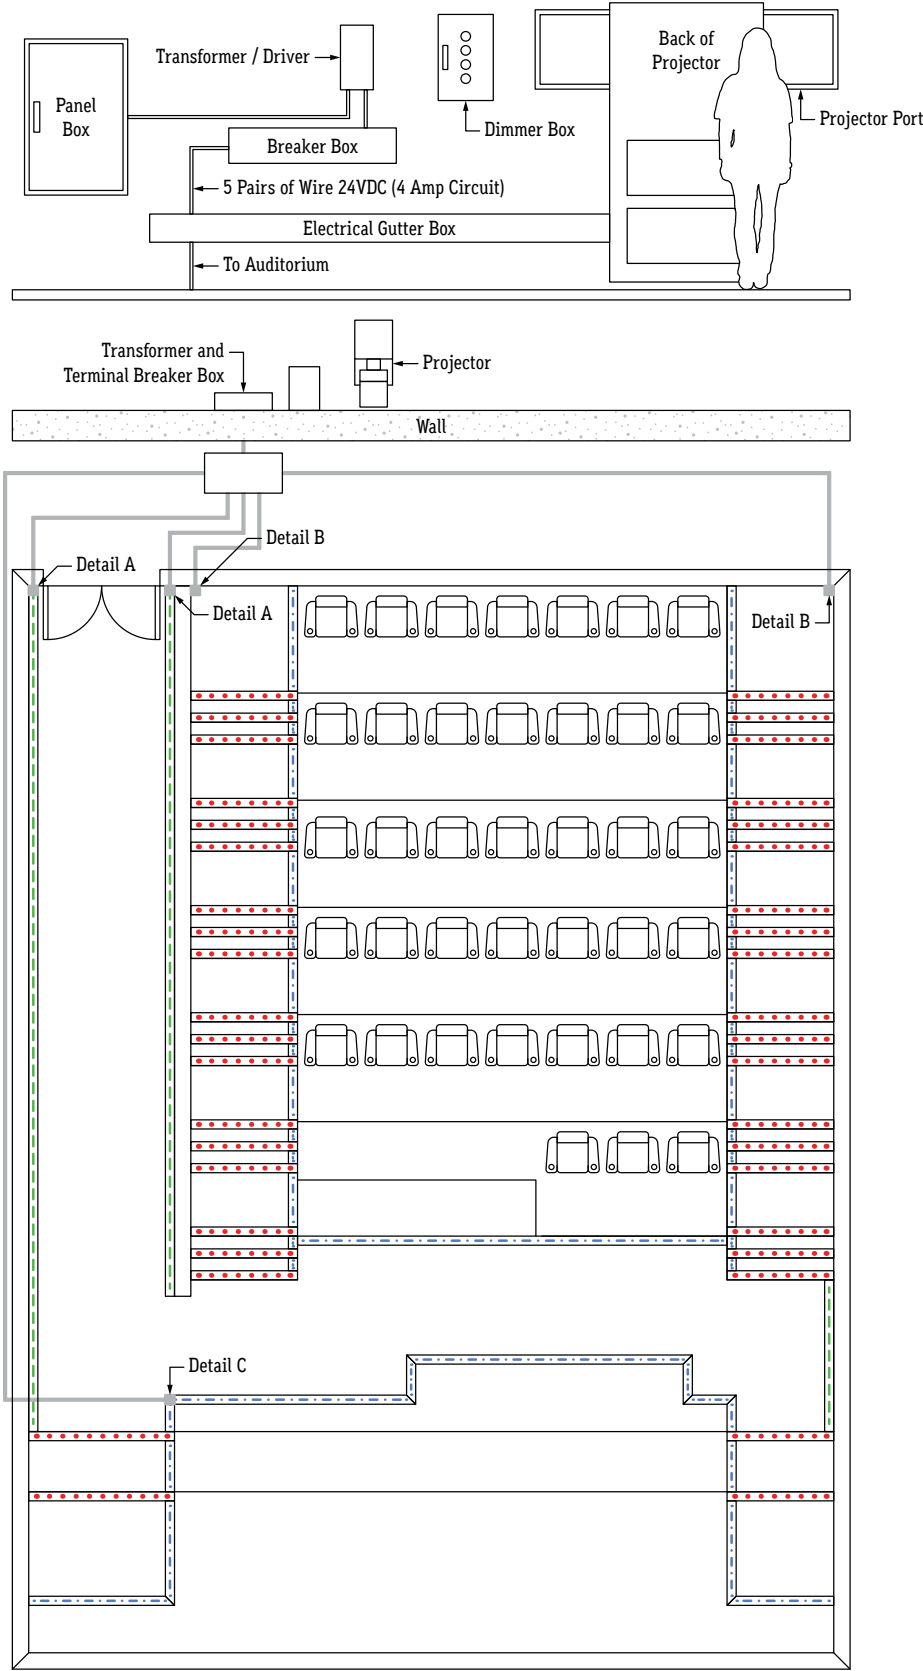 Transformer / Driver
Back of
Projector
Panel
Box
Projector Port
Dimmer Box
Breaker Box
5 Pairs of Wire 24VDC (4 Amp Circuit)
Electrical Gutter Box
To Auditorium
Transformer and
Terminal Breaker Box
Projector
Wall
Detail B
Detail A
Detail A
Detail B
Detail C